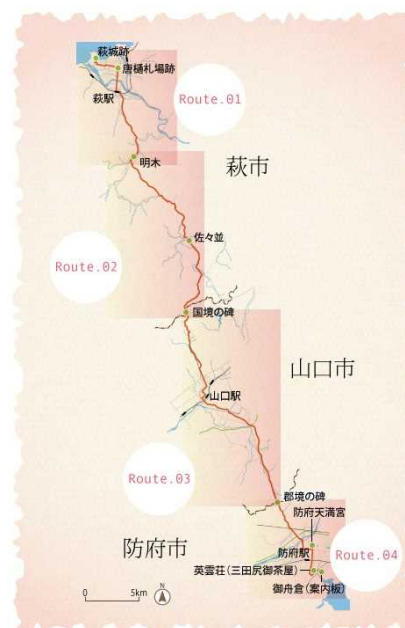 萩城跡
唐樋札場跡
萩駅
Route.01
明木
萩市
佐々並
Route.02
国境の碑
山口市
山口駅
Route.03
郡境の碑
防府天満宮
防府市
防府駅
Route.04
英雲荘(三田尻御茶屋)
御舟倉(案内板)
0 5km
N